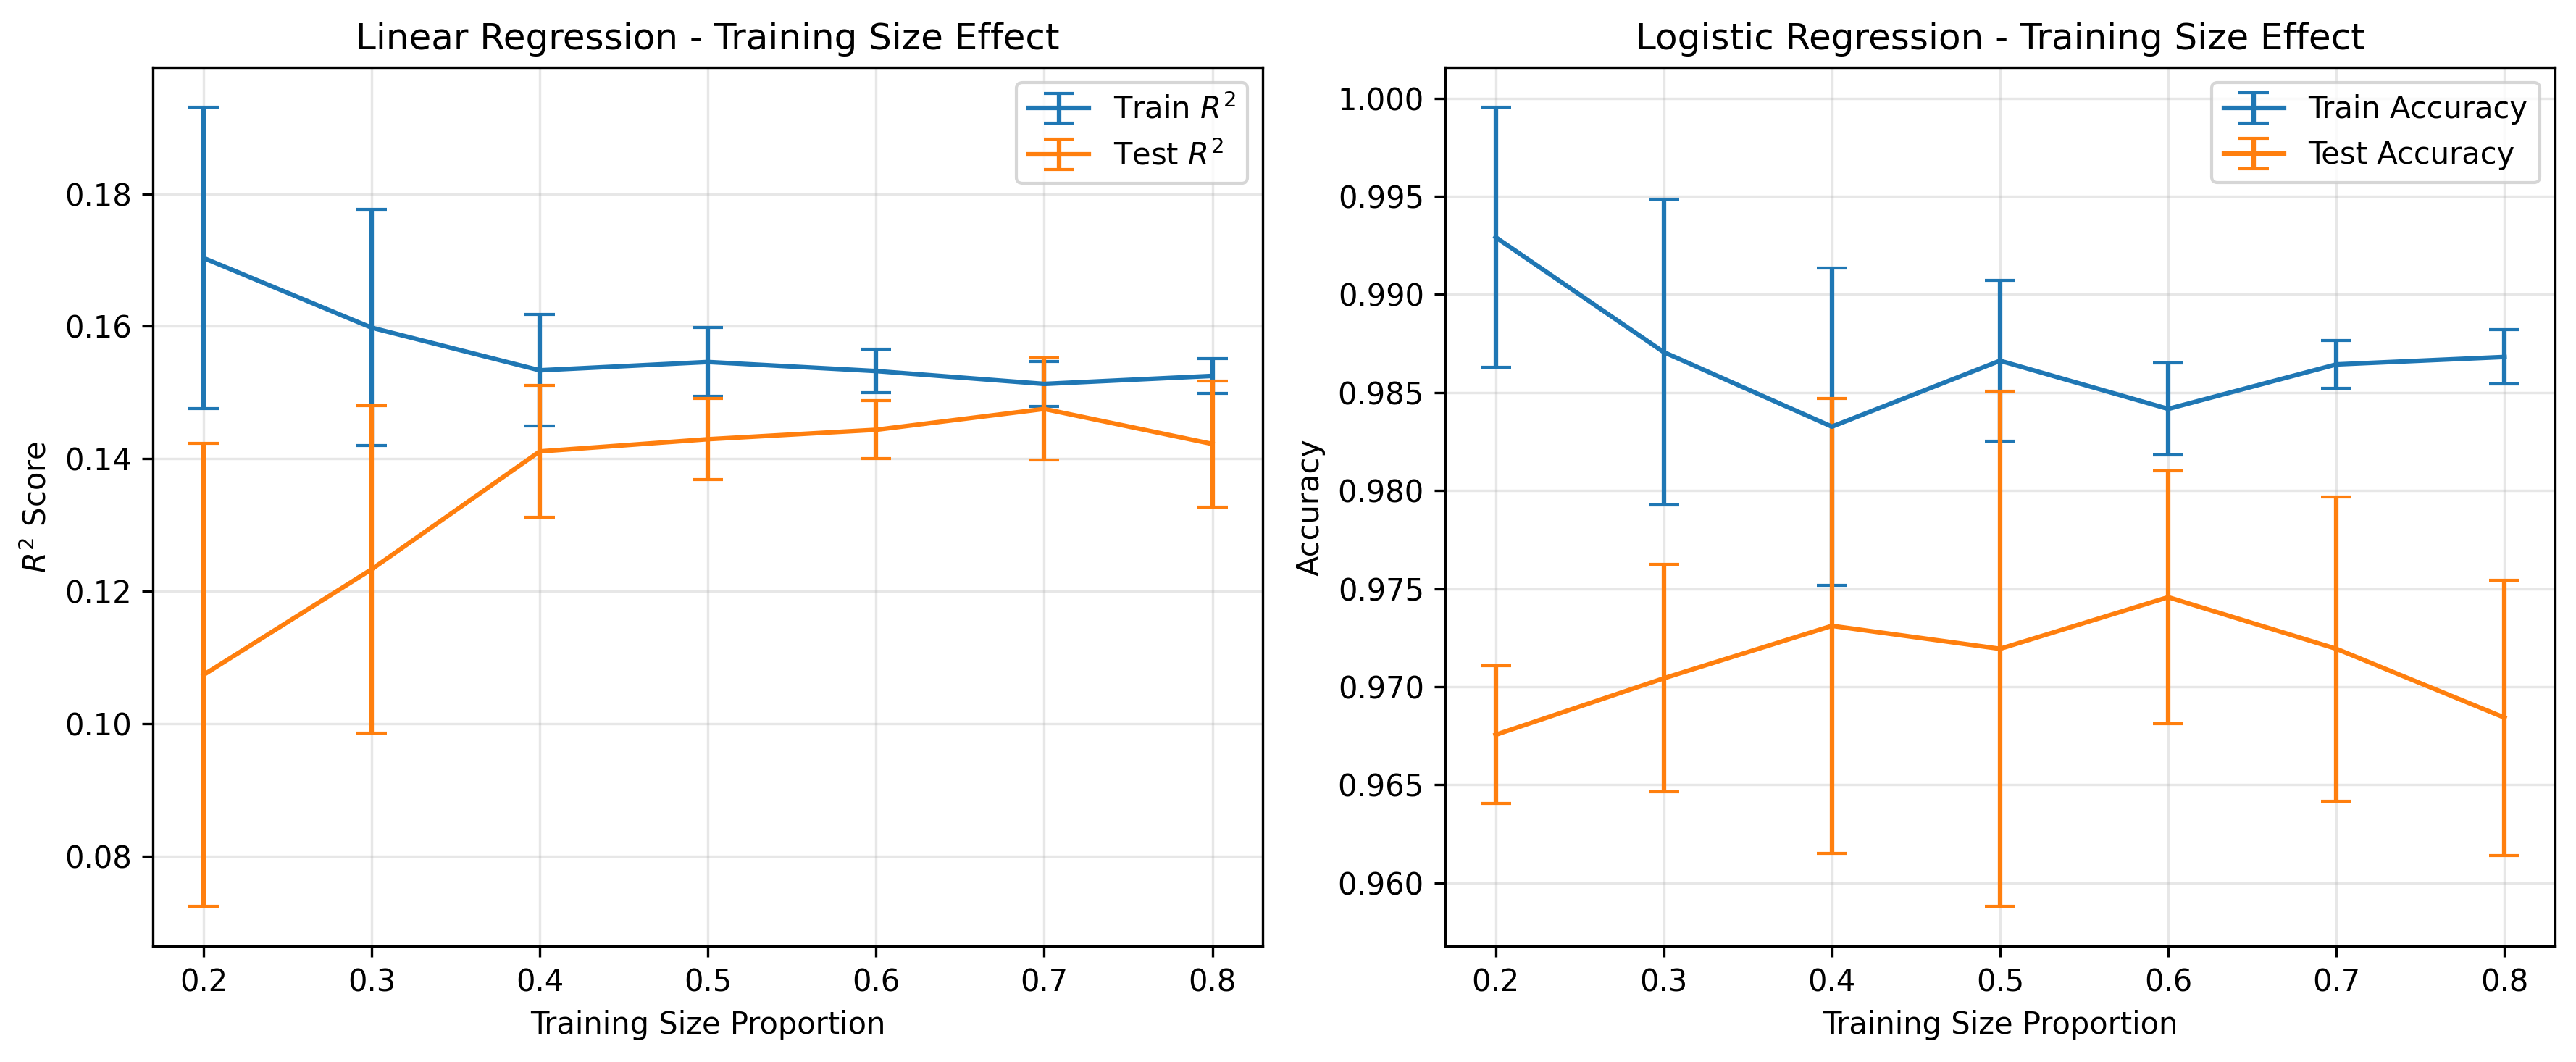 Linear Regression - Training Size Effect
Train R²
Test R²
R² Score
0.18
0.16
0.14
0.12
0.10
0.08
0.2 0.3 0.4 0.5 0.6 0.7 0.8
Training Size Proportion
Logistic Regression - Training Size Effect
Train Accuracy
Test Accuracy
Accuracy
1.000
0.995
0.990
0.985
0.980
0.975
0.970
0.965
0.960
0.2 0.3 0.4 0.5 0.6 0.7 0.8
Training Size Proportion